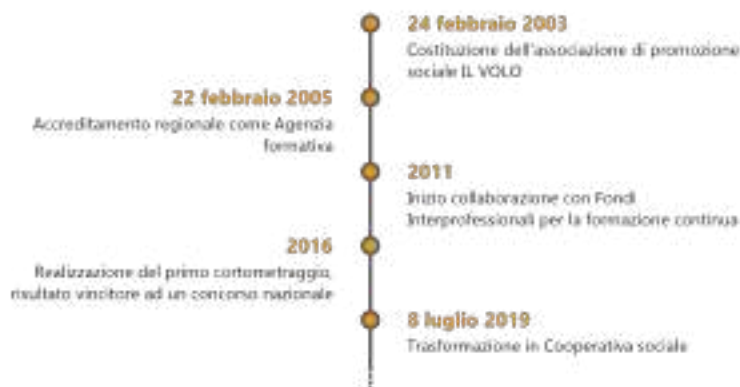 24 febbraio 2003
Costituzione dell'associazione di promozione
sociale IL VOLO
22 febbraio 2005
Accreditamento regionale come Agenzia
formativa
2011
Inizio collaborazione con Fondi
Interprofessionali per la formazione continua
2016
Realizzazione del primo cortometraggio,
risultato vincitore ad un concorso nazionale
8 luglio 2019
Trasformazione in Cooperativa sociale